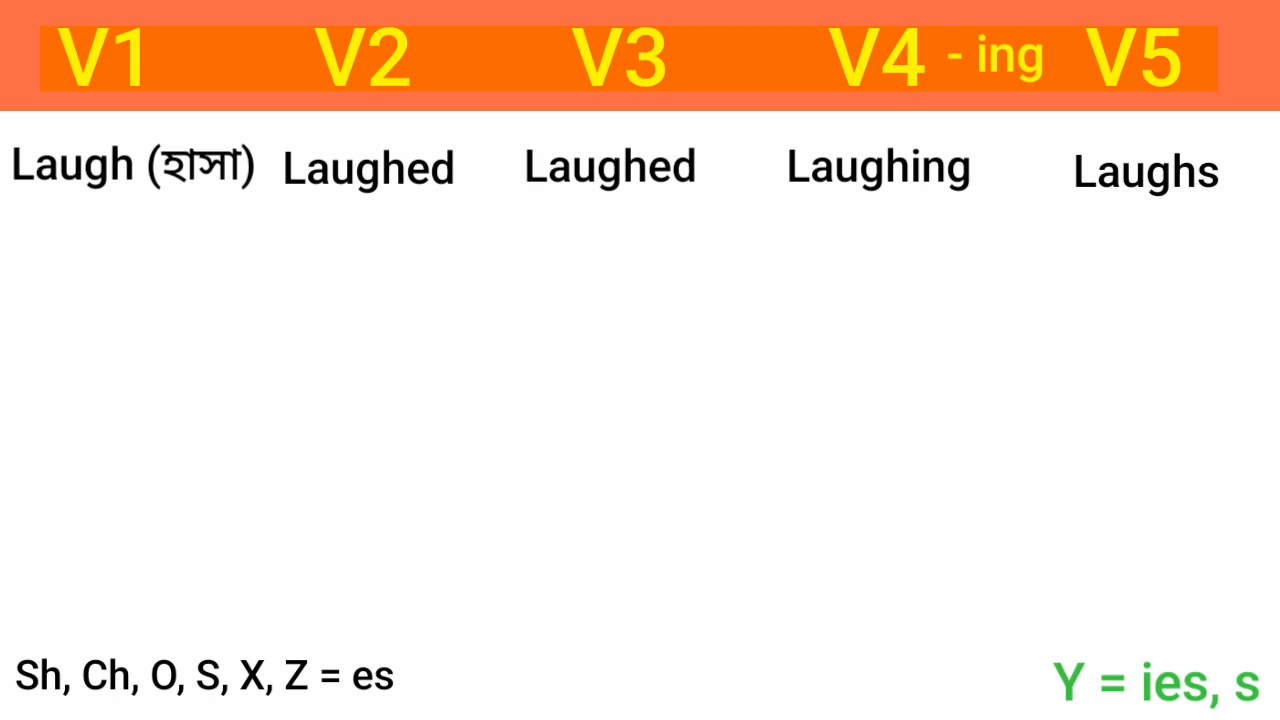 V1 V2 V3 V4 - ing V5
Laugh (হাসা) Laughed Laughed Laughing Laughs
Sh, Ch, O, S, X, Z = es Y = ies, s